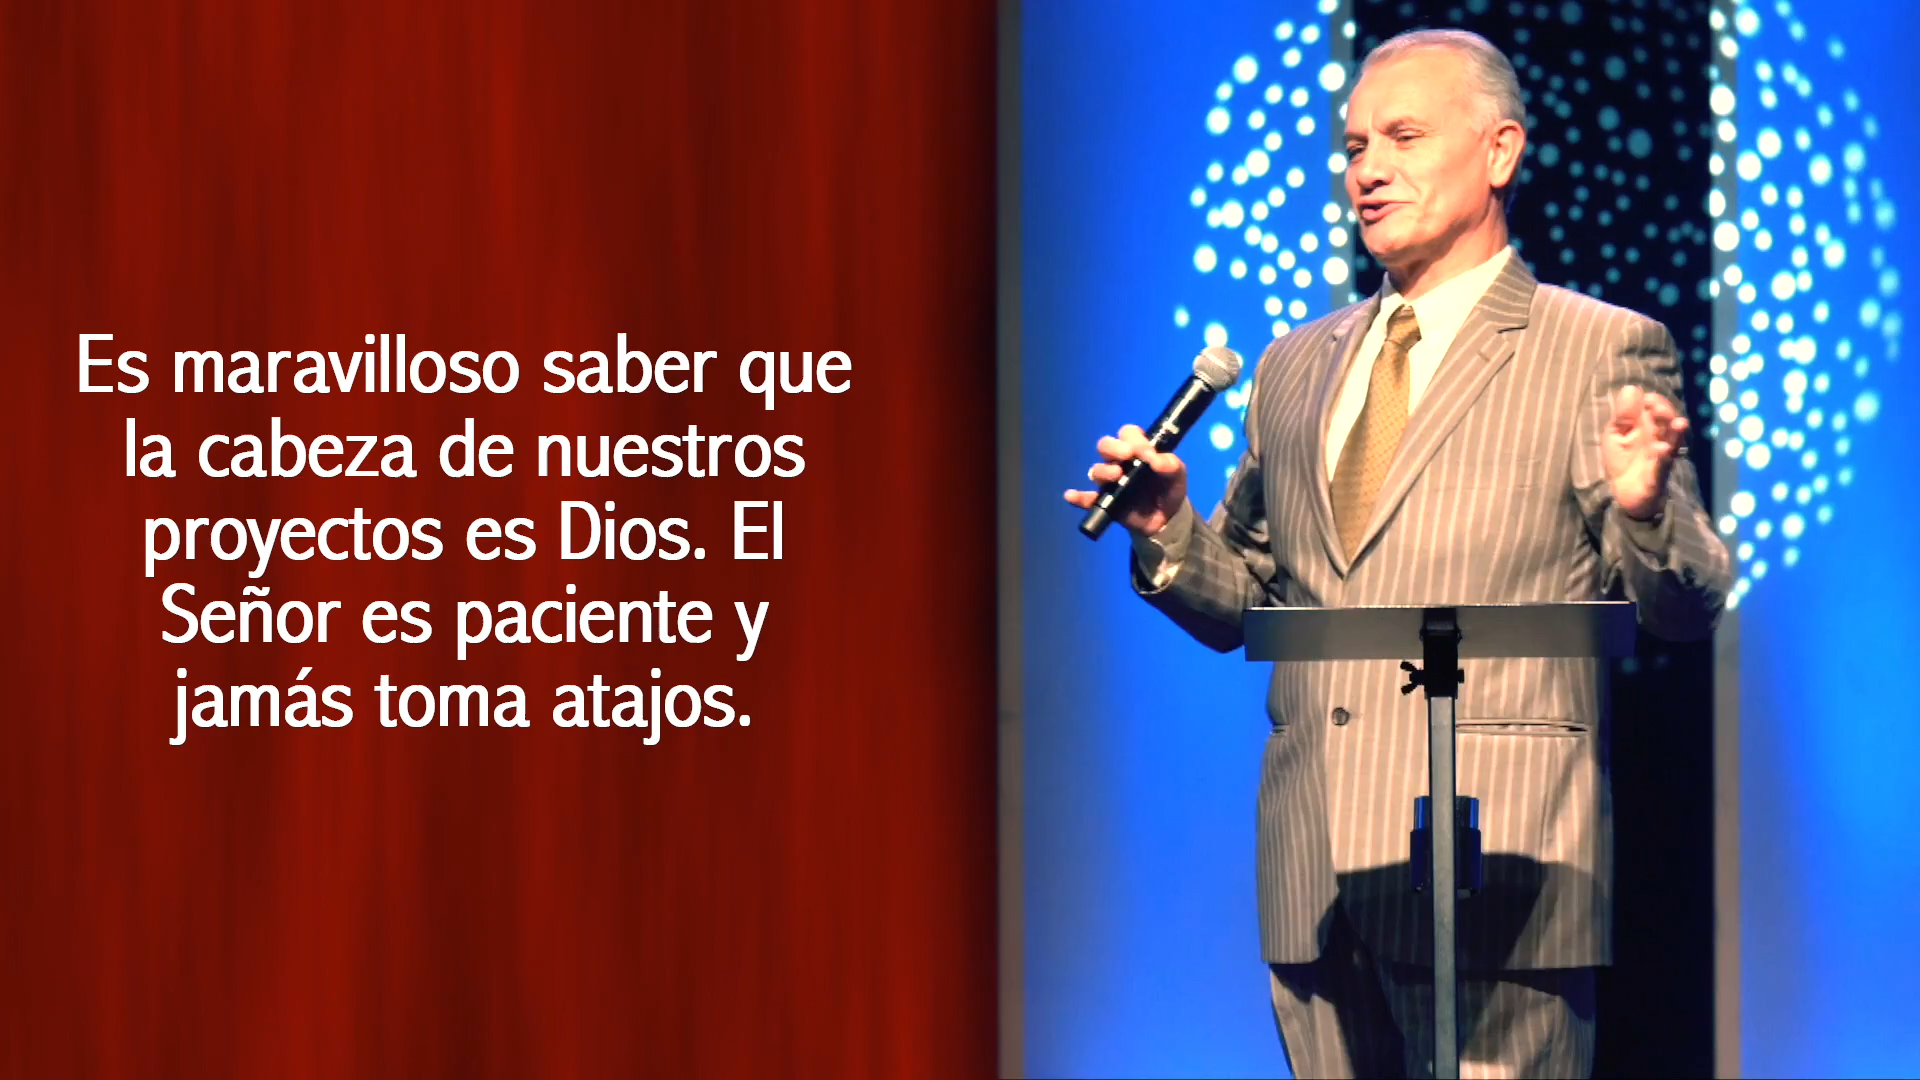 Es maravilloso saber que
la cabeza de nuestros
proyectos es Dios. El
Señor es paciente y
jamás toma atajos.